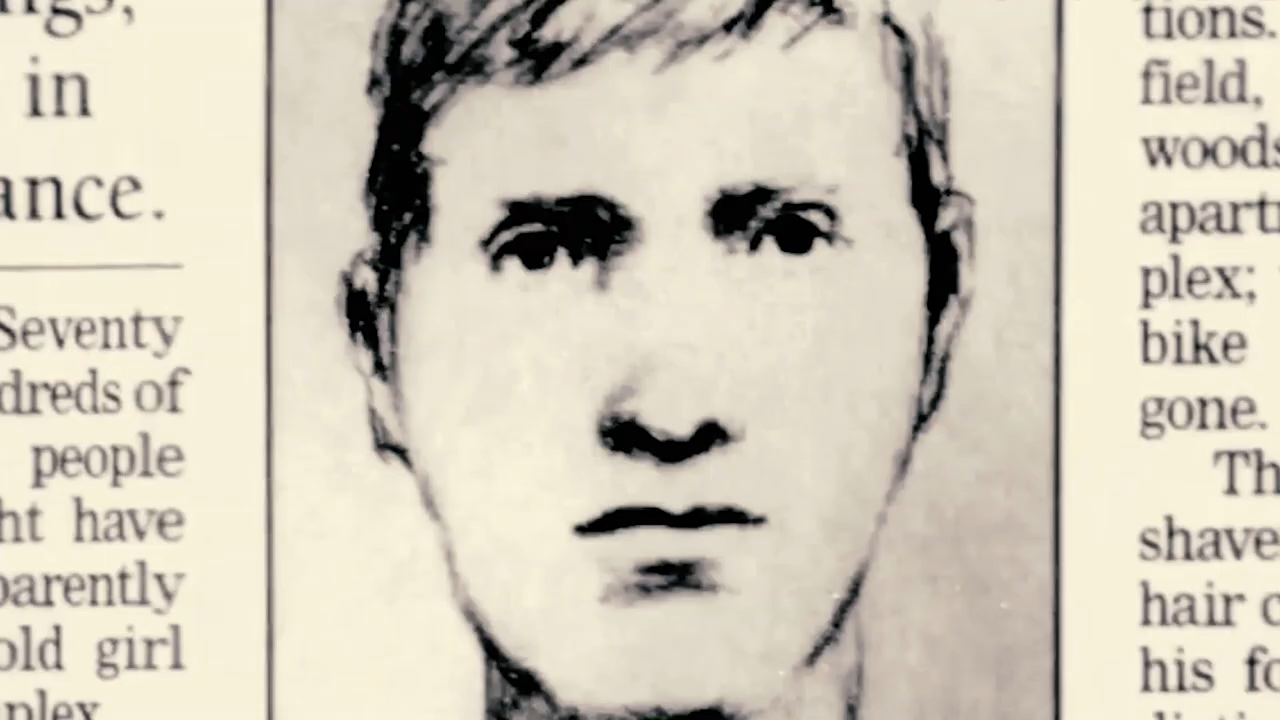 in
ance.
Seventy
dreds of
people
ht have
parently
old girl
plex
tions.
field,
woods
apart
plex;
bike
gone.
Th
shave
hair c
his fo